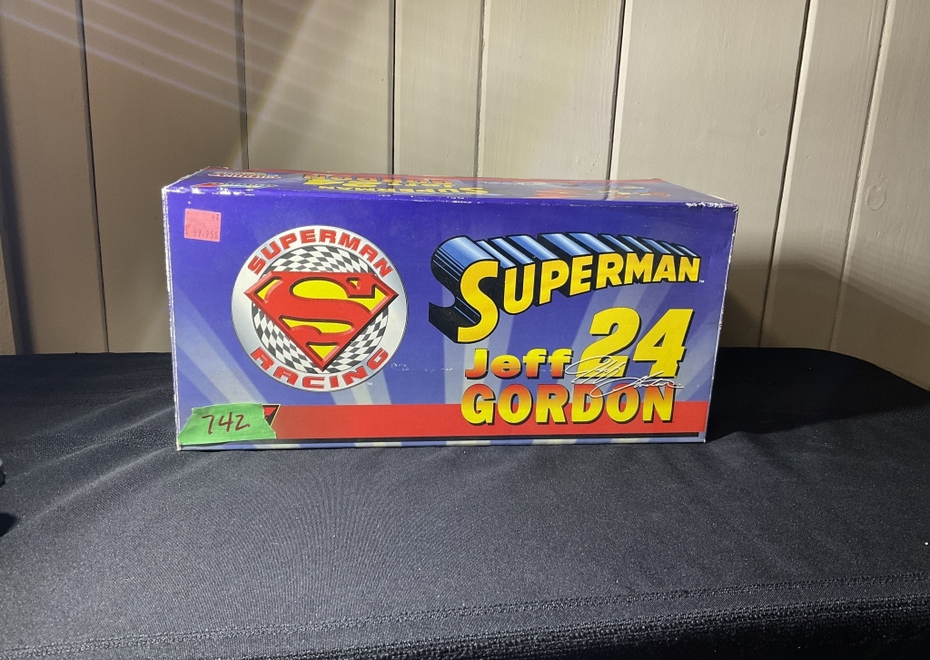 SUPERMAN
RACING
SUPERMAN
24
Jeff
GORDON
742